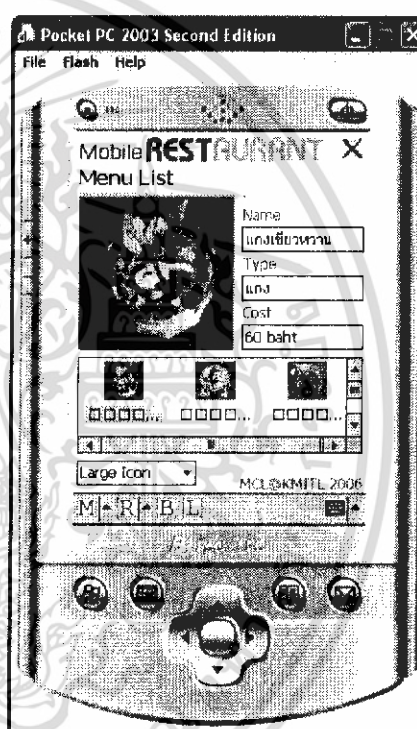 Pocket PC 2003 Second Edition
File Flash Help
Mobile RESTAURANT
Menu List
Name
แกงเขียวหวาน
Type
แกง
Cost
60 baht
Large Icon
MCL@KMITL 2006
M R B L